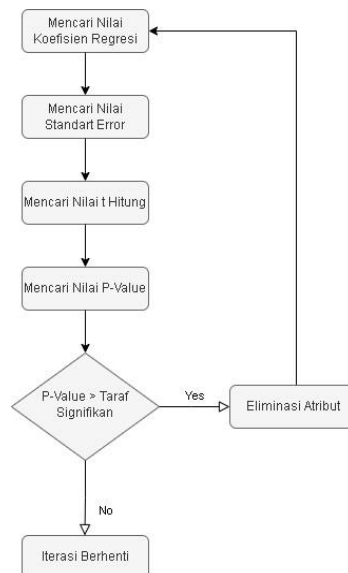 Mencari Nilai
Koefisien Regresi
Mencari Nilai
Standart Error
Mencari Nilai t Hitung
Mencari Nilai P-Value
P-Value > Taraf
Signifikan
Yes
Eliminasi Atribut
No
Iterasi Berhenti